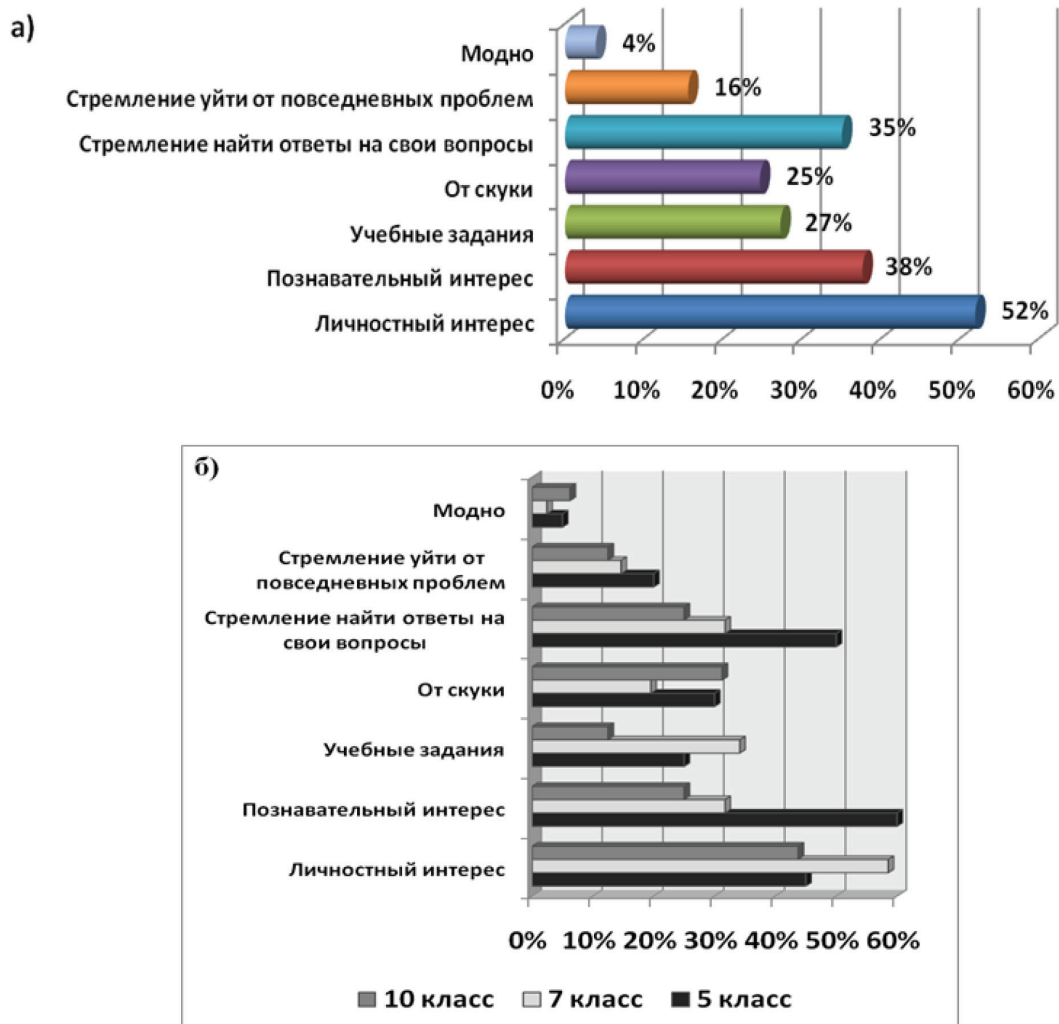 а)
Модно
4%
Стремление уйти от повседневных проблем
16%
Стремление найти ответы на свои вопросы
35%
От скуки
25%
Учебные задания
27%
Познавательный интерес
38%
Личностный интерес
52%
0% 10% 20% 30% 40% 50% 60%
б)
Модно
Стремление уйти от
повседневных проблем
Стремление найти ответы на
свои вопросы
От скуки
Учебные задания
Познавательный интерес
Личностный интерес
0% 10% 20% 30% 40% 50% 60%
10 класс 7 класс 5 класс